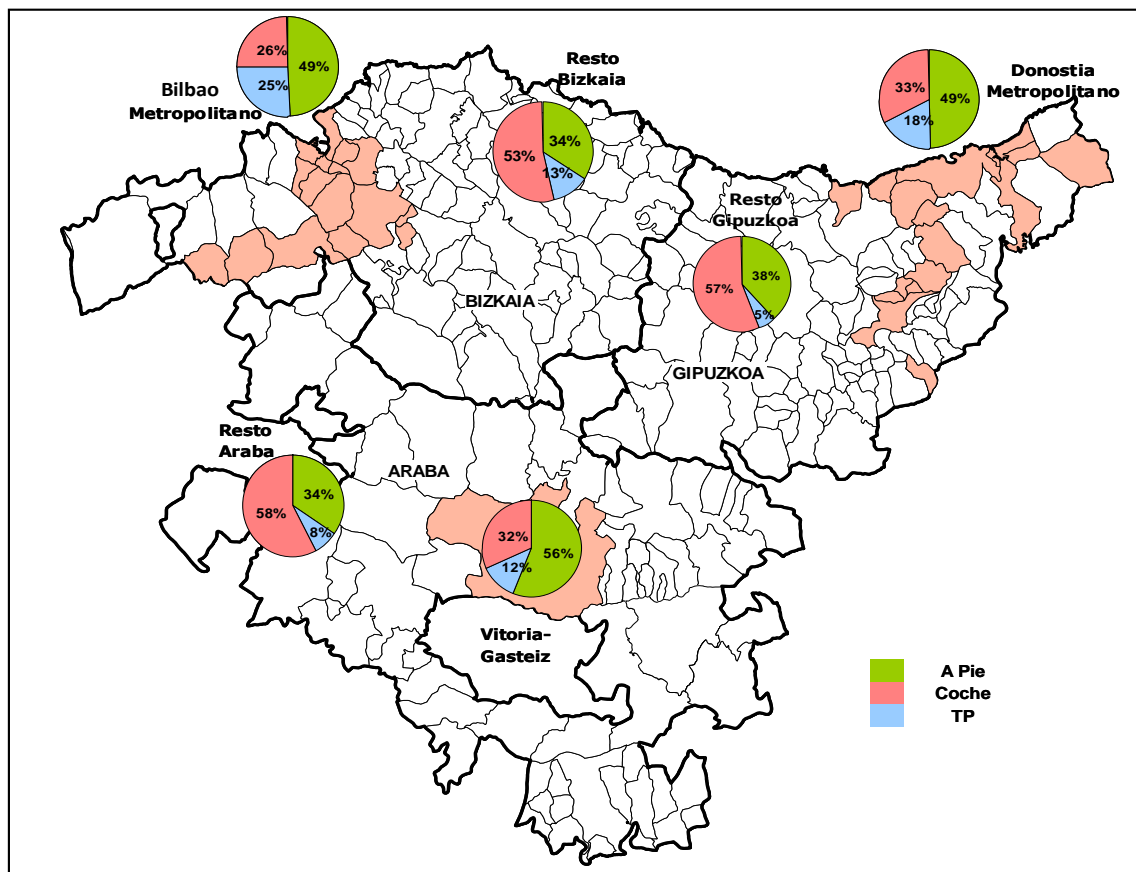 26%
49%
25%
Bilbao
Metropolitano
Resto
Bizkaia
34%
53%
13%
33%
49%
18%
Donostia
Metropolitano
Resto
Gipuzkoa
38%
57%
5%
BIZKAIA
GIPUZKOA
Resto
Araba
34%
58%
8%
ARABA
32%
56%
12%
Vitoria-
Gasteiz
A Pie
Coche
TP